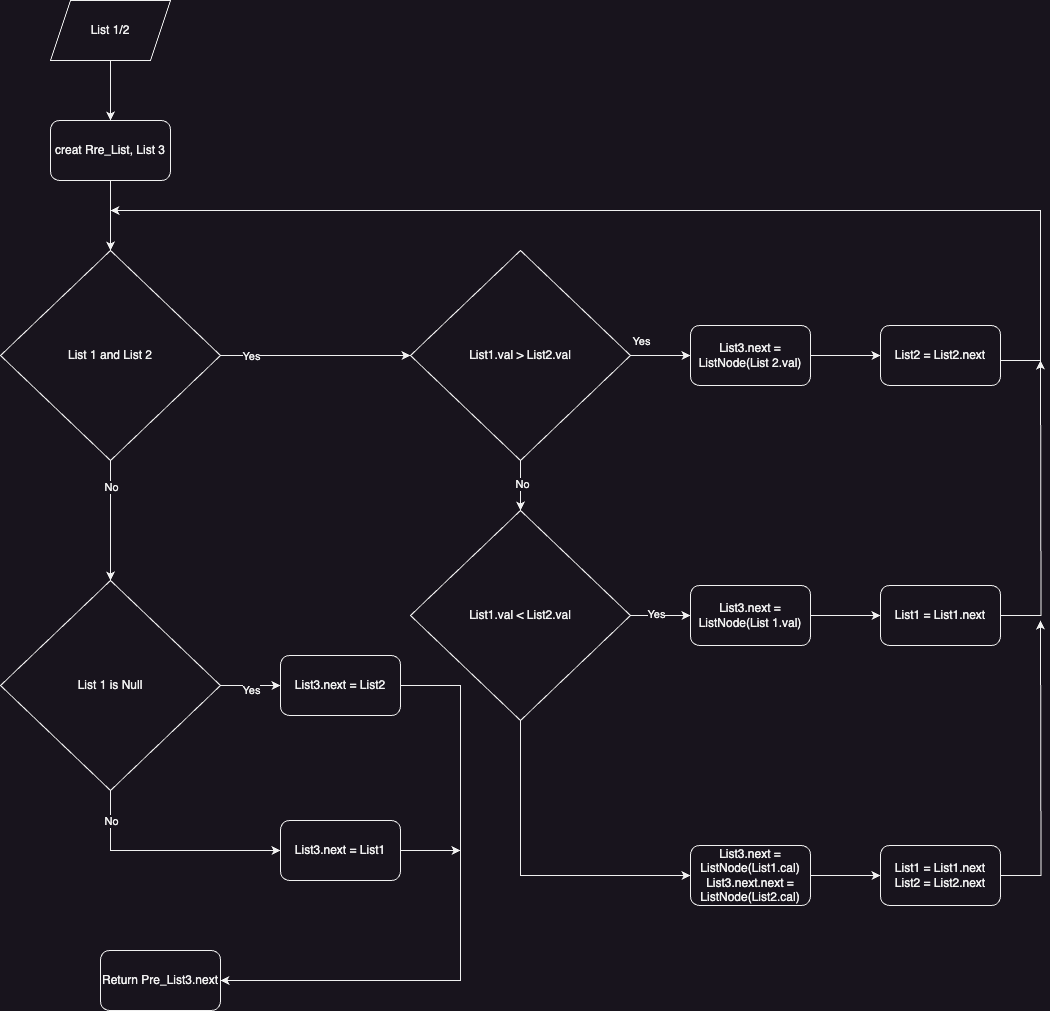 List 1/2
creat Rre_List, List 3
List 1 and List 2
Yes
List1.val > List2.val
Yes
List3.next =
ListNode(List 2.val)
List2 = List2.next
No
No
List1.val < List2.val
Yes
List3.next =
ListNode(List 1.val)
List1 = List1.next
List 1 is Null
Yes
List3.next = List2
No
List3.next = List1
List3.next =
ListNode(List1.cal)
List3.next.next =
ListNode(List2.cal)
List1 = List1.next
List2 = List2.next
Return Pre_List3.next